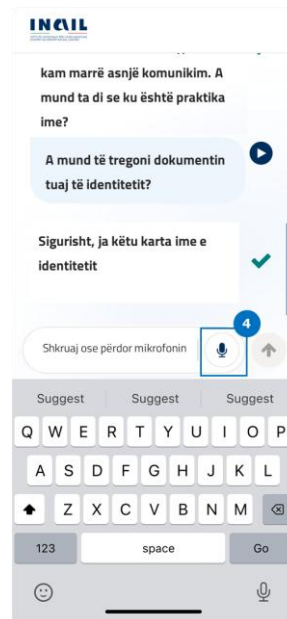 INAIL
kam marrë asnjë komunikim. A
mund ta di se ku është praktika
ime?
A mund të tregoni dokumentin
tuaj të identitetit?
Sigurisht, ja këtu karta ime e
identitetit
4
Shkruaj ose përdor mikrofonin
Suggest Suggest Suggest
Q W E R T Y U I O P
A S D F G H J K L
Z X C V B N M
123 space Go